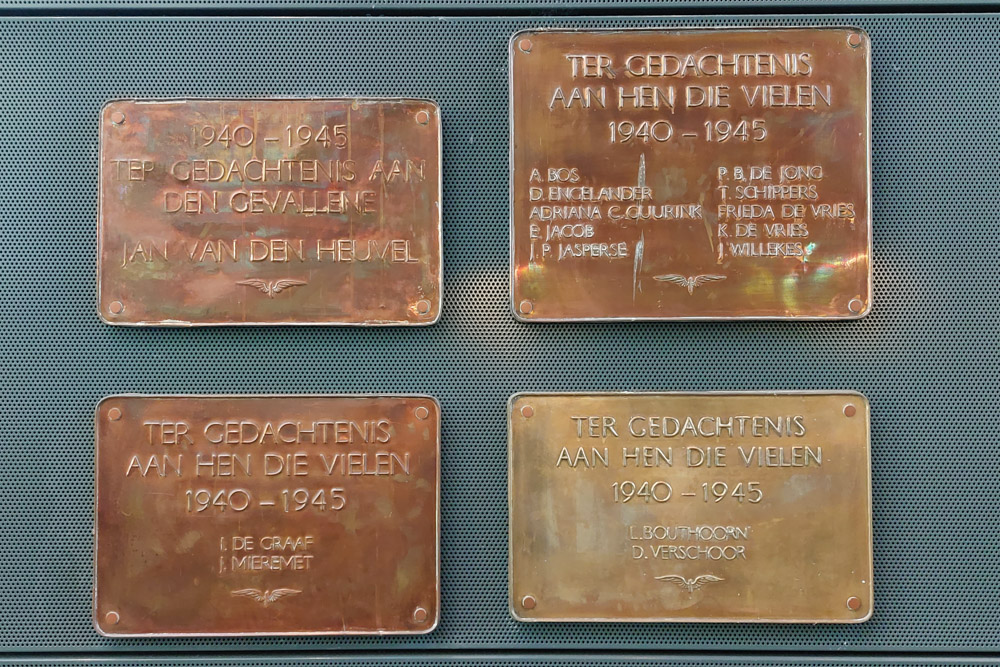 1940 – 1945
TER GEDACHTENIS AAN
DEN GEVALLENE
JAN VAN DEN HEUVEL
TER GEDACHTENIS
AAN HEN DIE VIELEN
1940 – 1945
A. BOS
D. ENGELANDER
ADRIANA C. GUURINK
E. JACOB
J. P. JASPERSE
P. B. DE JONG
T. SCHIPPERS
FRIEDA DE VRIES
K. DE VRIES
J. WILLEKES
TER GEDACHTENIS
AAN HEN DIE VIELEN
1940 – 1945
J. DE GRAAF
J. MIEREMET
TER GEDACHTENIS
AAN HEN DIE VIELEN
1940 – 1945
L. BOUTHOORN
D. VERSCHOOR